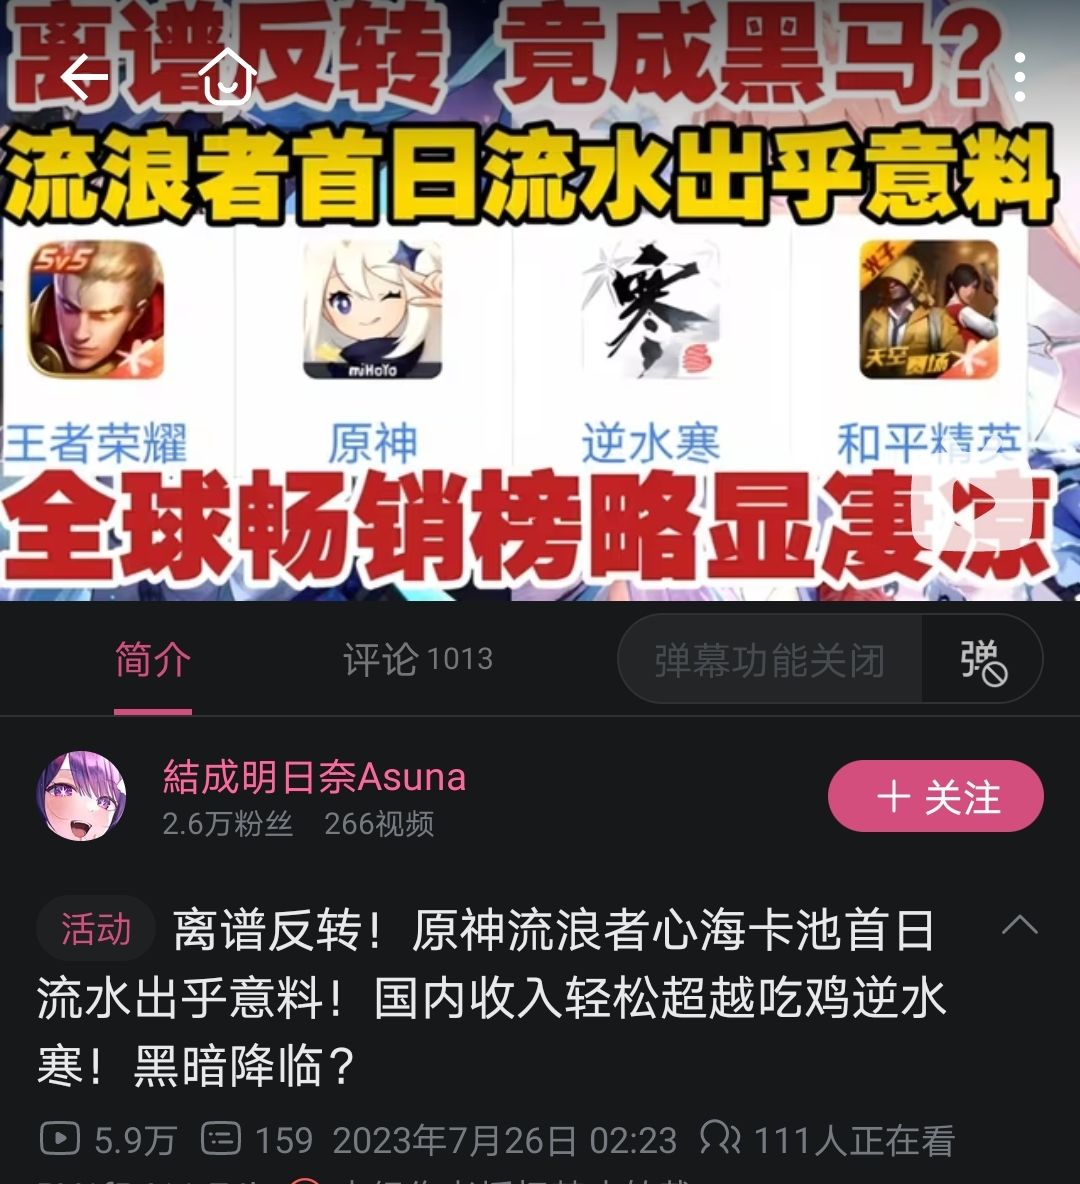 离谱反转 竟成黑马？
流浪者首日流水出乎意料
5V5
miHoYo
寒
光子
天空赛场
王者荣耀
原神
逆水寒
和平精英
全球畅销榜略显凄凉
简介
评论 1013
弹幕功能关闭
弹
結成明日奈Asuna
2.6万粉丝 266视频
+ 关注
活动 离谱反转！原神流浪者心海卡池首日
流水出乎意料！国内收入轻松超越吃鸡逆水
寒！黑暗降临？
5.9万 159 2023年7月26日 02:23 111人正在看